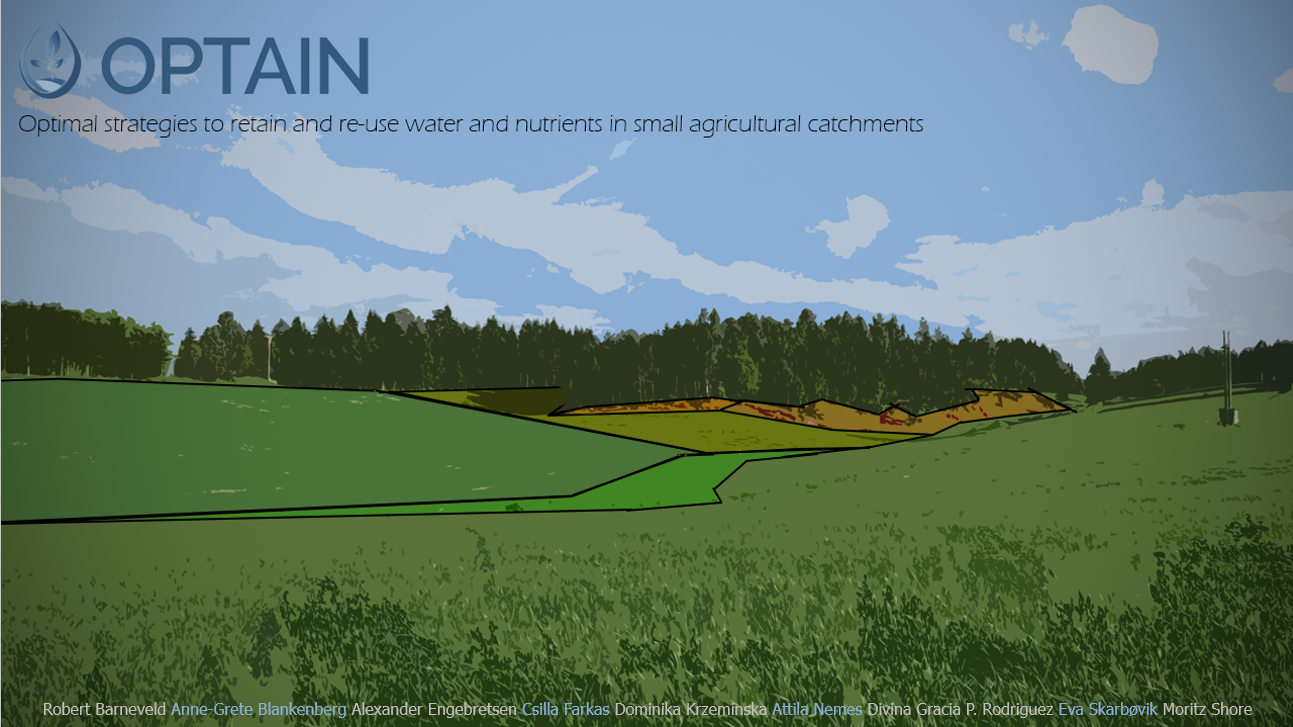 OPTAIN
Optimal strategies to retain and re-use water and nutrients in small agricultural catchments
Robert Barneveld Anne-Grete Blankenberg Alexander Engebretsen Csilla Farkas Dominika Krzeminska Attila Nemes Divina Gracia P. Rodriguez Eva Skarbøvik Moritz Shore